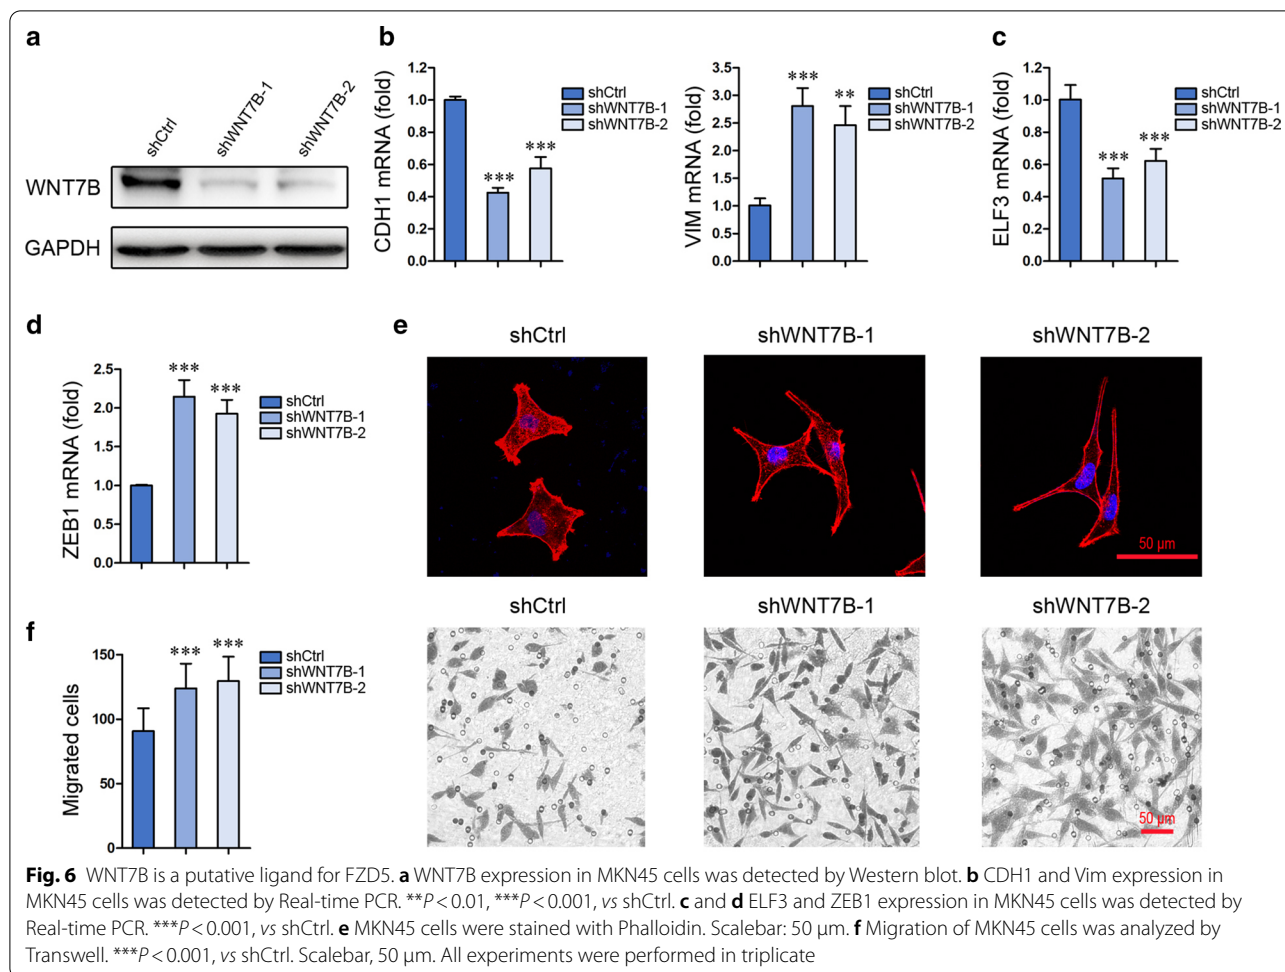 a
shCtrl
shWNT7B-1
shWNT7B-2
WNT7B
GAPDH
b
CDH1 mRNA (fold)
1.2
1.0
0.8
0.6
0.4
0.2
0.0
***
***
shCtrl
shWNT7B-1
shWNT7B-2
VIM mRNA (fold)
3.5
3.0
2.5
2.0
1.5
1.0
0.5
0.0
***
**
shCtrl
shWNT7B-1
shWNT7B-2
c
ELF3 mRNA (fold)
1.2
1.0
0.8
0.6
0.4
0.2
0.0
***
***
shCtrl
shWNT7B-1
shWNT7B-2
d
ZEB1 mRNA (fold)
2.5
2.0
1.5
1.0
0.5
0.0
***
***
shCtrl
shWNT7B-1
shWNT7B-2
e
shCtrl
shWNT7B-1
shWNT7B-2
50 µm
f
Migrated cells
150
100
50
0
***
***
shCtrl
shWNT7B-1
shWNT7B-2
shCtrl
shWNT7B-1
shWNT7B-2
50 µm
Fig. 6 WNT7B is a putative ligand for FZD5. a WNT7B expression in MKN45 cells was detected by Western blot. b CDH1 and Vim expression in
MKN45 cells was detected by Real-time PCR. **P < 0.01, ***P < 0.001, vs shCtrl. c and d ELF3 and ZEB1 expression in MKN45 cells was detected by
Real-time PCR. ***P < 0.001, vs shCtrl. e MKN45 cells were stained with Phalloidin. Scalebar: 50 µm. f Migration of MKN45 cells was analyzed by
Transwell. ***P < 0.001, vs shCtrl. Scalebar, 50 µm. All experiments were performed in triplicate